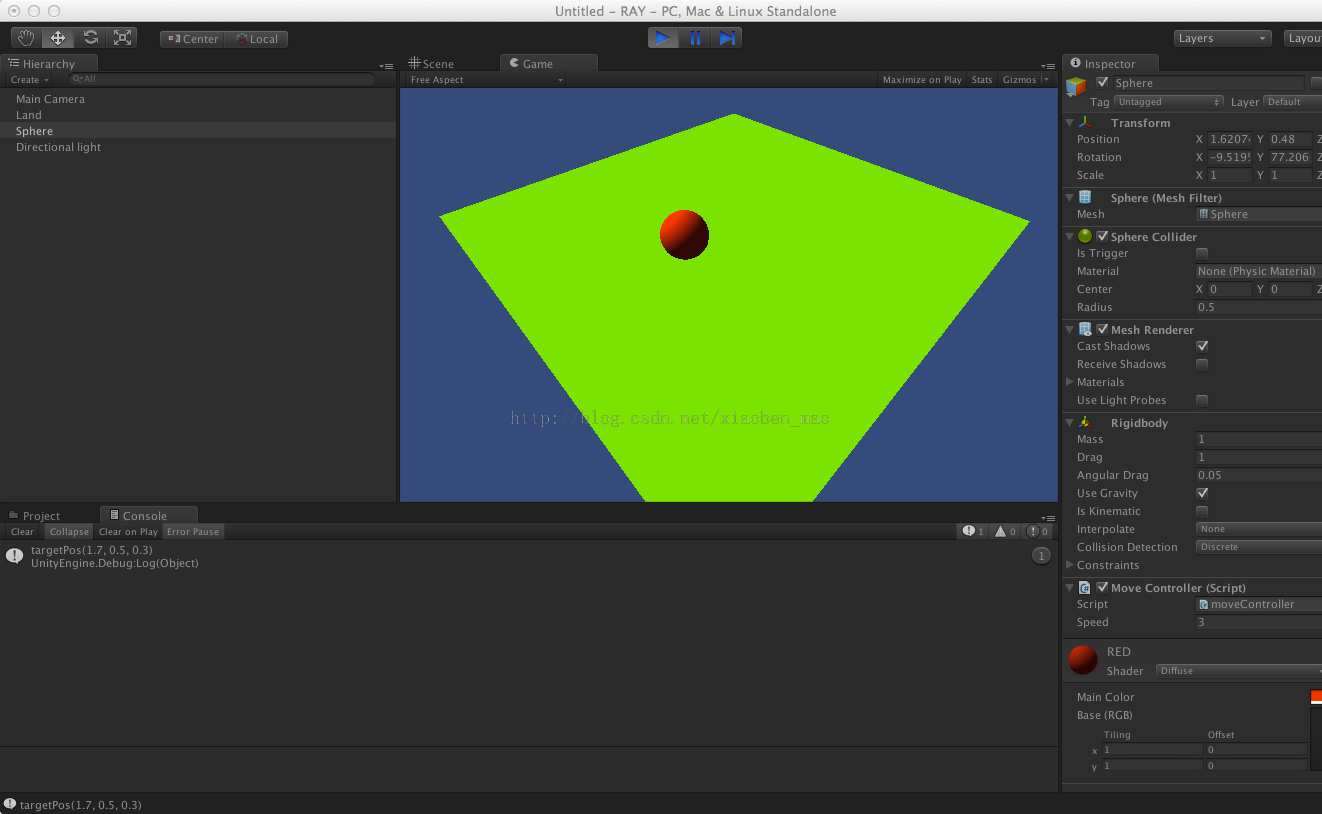 Untitled – RAY – PC, Mac & Linux Standalone
Center Local Layers
Hierarchy
Create All
Main Camera
Land
Sphere
Directional light
Scene Game
Free Aspect Maximize on Play Stats Gizmos
http://blog.csdn.net/xiaoben_mao
Project Console
Clear Collapse Clear on Play Error Pause 1 0 0
targetPos(1.7, 0.5, 0.3)
UnityEngine.Debug:Log(Object)
1
targetPos(1.7, 0.5, 0.3)
Inspector
Sphere
Tag Untagged Layer Default
Transform
Position X 1.6207 Y 0.48 Z
Rotation X -9.519 Y 77.206 Z
Scale X 1 Y 1 Z
Sphere (Mesh Filter)
Mesh Sphere
Sphere Collider
Is Trigger
Material None (Physic Material)
Center X 0 Y 0 Z
Radius 0.5
Mesh Renderer
Cast Shadows
Receive Shadows
Materials
Use Light Probes
Rigidbody
Mass 1
Drag 1
Angular Drag 0.05
Use Gravity
Is Kinematic
Interpolate None
Collision Detection Discrete
Constraints
Move Controller (Script)
Script moveController
Speed 3
RED
Shader Diffuse
Main Color
Base (RGB)
Tiling Offset
x 1 0
y 1 0